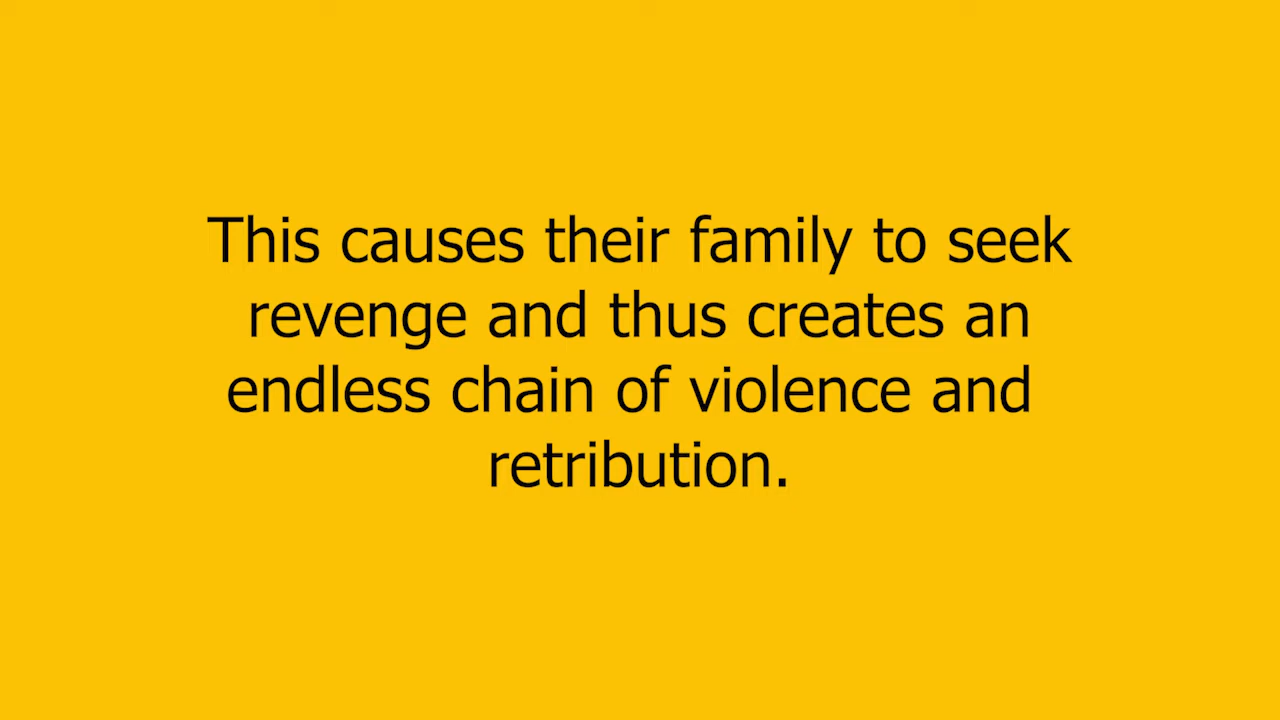 This causes their family to seek
revenge and thus creates an
endless chain of violence and
retribution.